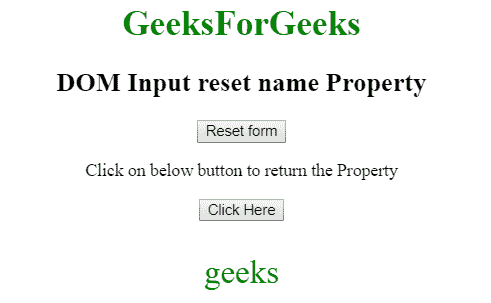 GeeksForGeeks
DOM Input reset name Property
Reset form
Click on below button to return the Property
Click Here
geeks